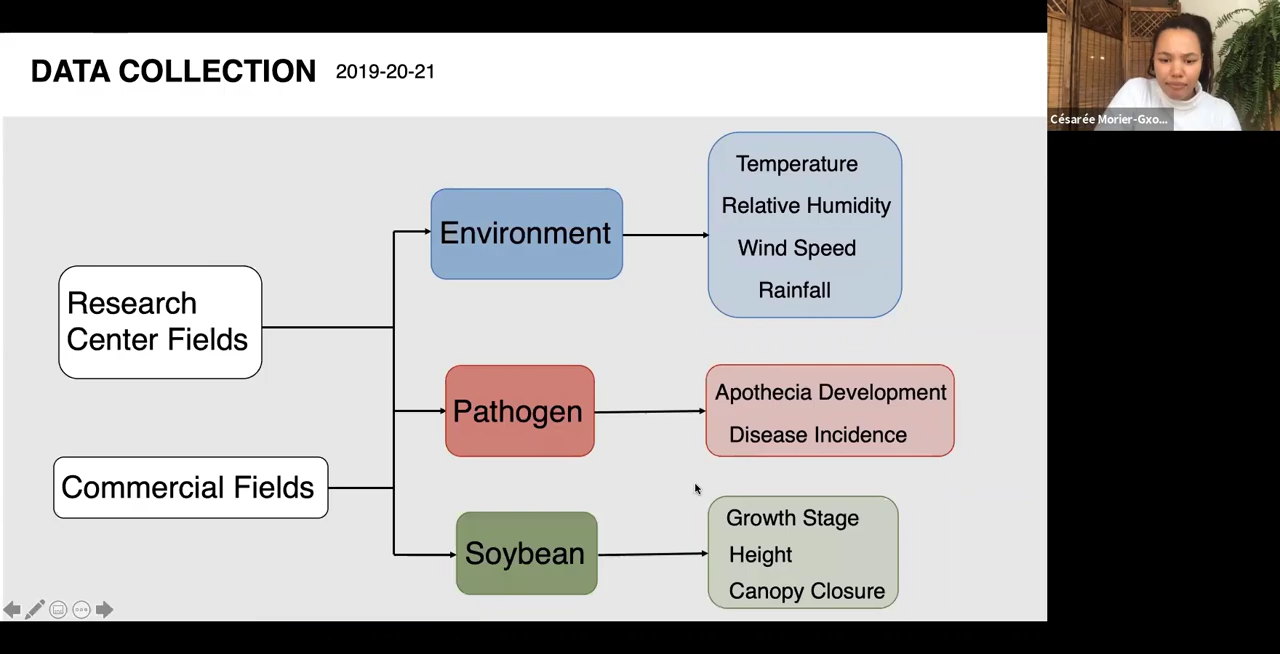 DATA COLLECTION 2019-20-21
Césarée Morier-Gxo...
Research
Center Fields
Commercial Fields
Environment
Temperature
Relative Humidity
Wind Speed
Rainfall
Pathogen
Apothecia Development
Disease Incidence
Soybean
Growth Stage
Height
Canopy Closure